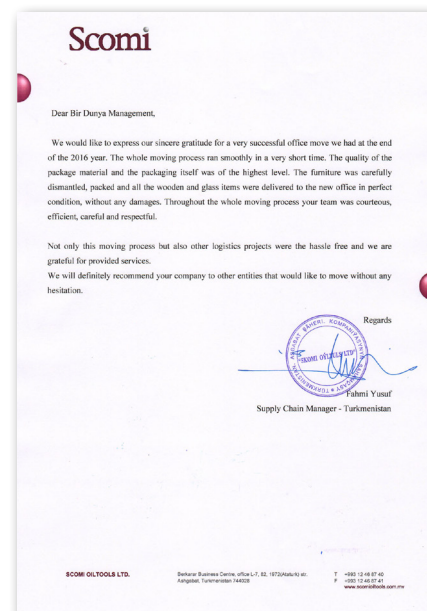 Scomi
Dear Bir Dunya Management,
We would like to express our sincere gratitude for a very successful office move we had at the end
of the 2016 year. The whole moving process ran smoothly in a very short time. The quality of the
package material and the packaging itself was of the highest level. The furniture was carefully
dismantled, packed and all the wooden and glass items were delivered to the new office in perfect
condition, without any damages. Throughout the whole moving process your team was courteous,
efficient, careful and respectful.
Not only this moving process but also other logistics projects were the hassle free and we are
grateful for provided services.
We will definitely recommend your company to other entities that would like to move without any
hesitation.
Regards
Fahmi Yusuf
Supply Chain Manager - Turkmenistan
SCOMI OILTOOLS LTD.
Berkarar Business Centre, office L-7, 82, 1972(Ataturk) str.
Ashgabat, Turkmenistan 744028
T +993 12 46 87 40
F +993 12 46 87 41
www.scomioiltools.com.mv